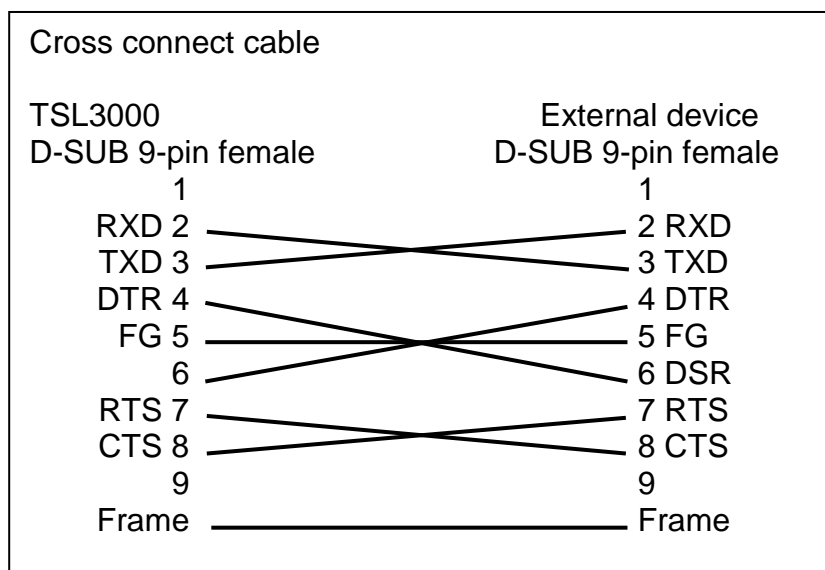 Cross connect cable
TSL3000 External device
D-SUB 9-pin female D-SUB 9-pin female
1 1
RXD 2 2 RXD
TXD 3 3 TXD
DTR 4 4 DTR
FG 5 5 FG
6 6 DSR
RTS 7 7 RTS
CTS 8 8 CTS
9 9
Frame Frame